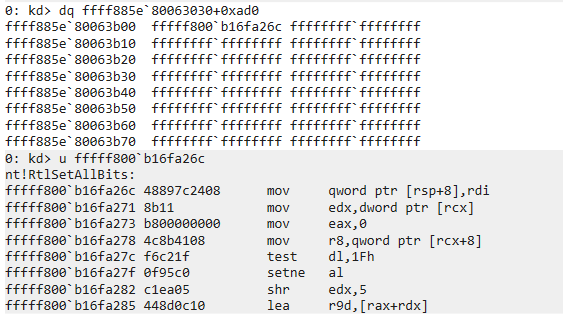 0: kd> dq ffff885e`80063030+0xad0
ffff885e`80063b00  fffff800`b16fa26c ffffffff`ffffffff
ffff885e`80063b10  ffffffff`ffffffff ffffffff`ffffffff
ffff885e`80063b20  ffffffff`ffffffff ffffffff`ffffffff
ffff885e`80063b30  ffffffff`ffffffff ffffffff`ffffffff
ffff885e`80063b40  ffffffff`ffffffff ffffffff`ffffffff
ffff885e`80063b50  ffffffff`ffffffff ffffffff`ffffffff
ffff885e`80063b60  ffffffff`ffffffff ffffffff`ffffffff
ffff885e`80063b70  ffffffff`ffffffff ffffffff`ffffffff
0: kd> u fffff800`b16fa26c
nt!RtlSetAllBits:
fffff800`b16fa26c 48897c2408      mov     qword ptr [rsp+8],rdi
fffff800`b16fa271 8b11            mov     edx,dword ptr [rcx]
fffff800`b16fa273 b800000000      mov     eax,0
fffff800`b16fa278 4c8b4108        mov     r8,qword ptr [rcx+8]
fffff800`b16fa27c f6c21f          test    dl,1Fh
fffff800`b16fa27f 0f95c0          setne   al
fffff800`b16fa282 c1ea05          shr     edx,5
fffff800`b16fa285 448d0c10        lea     r9d,[rax+rdx]